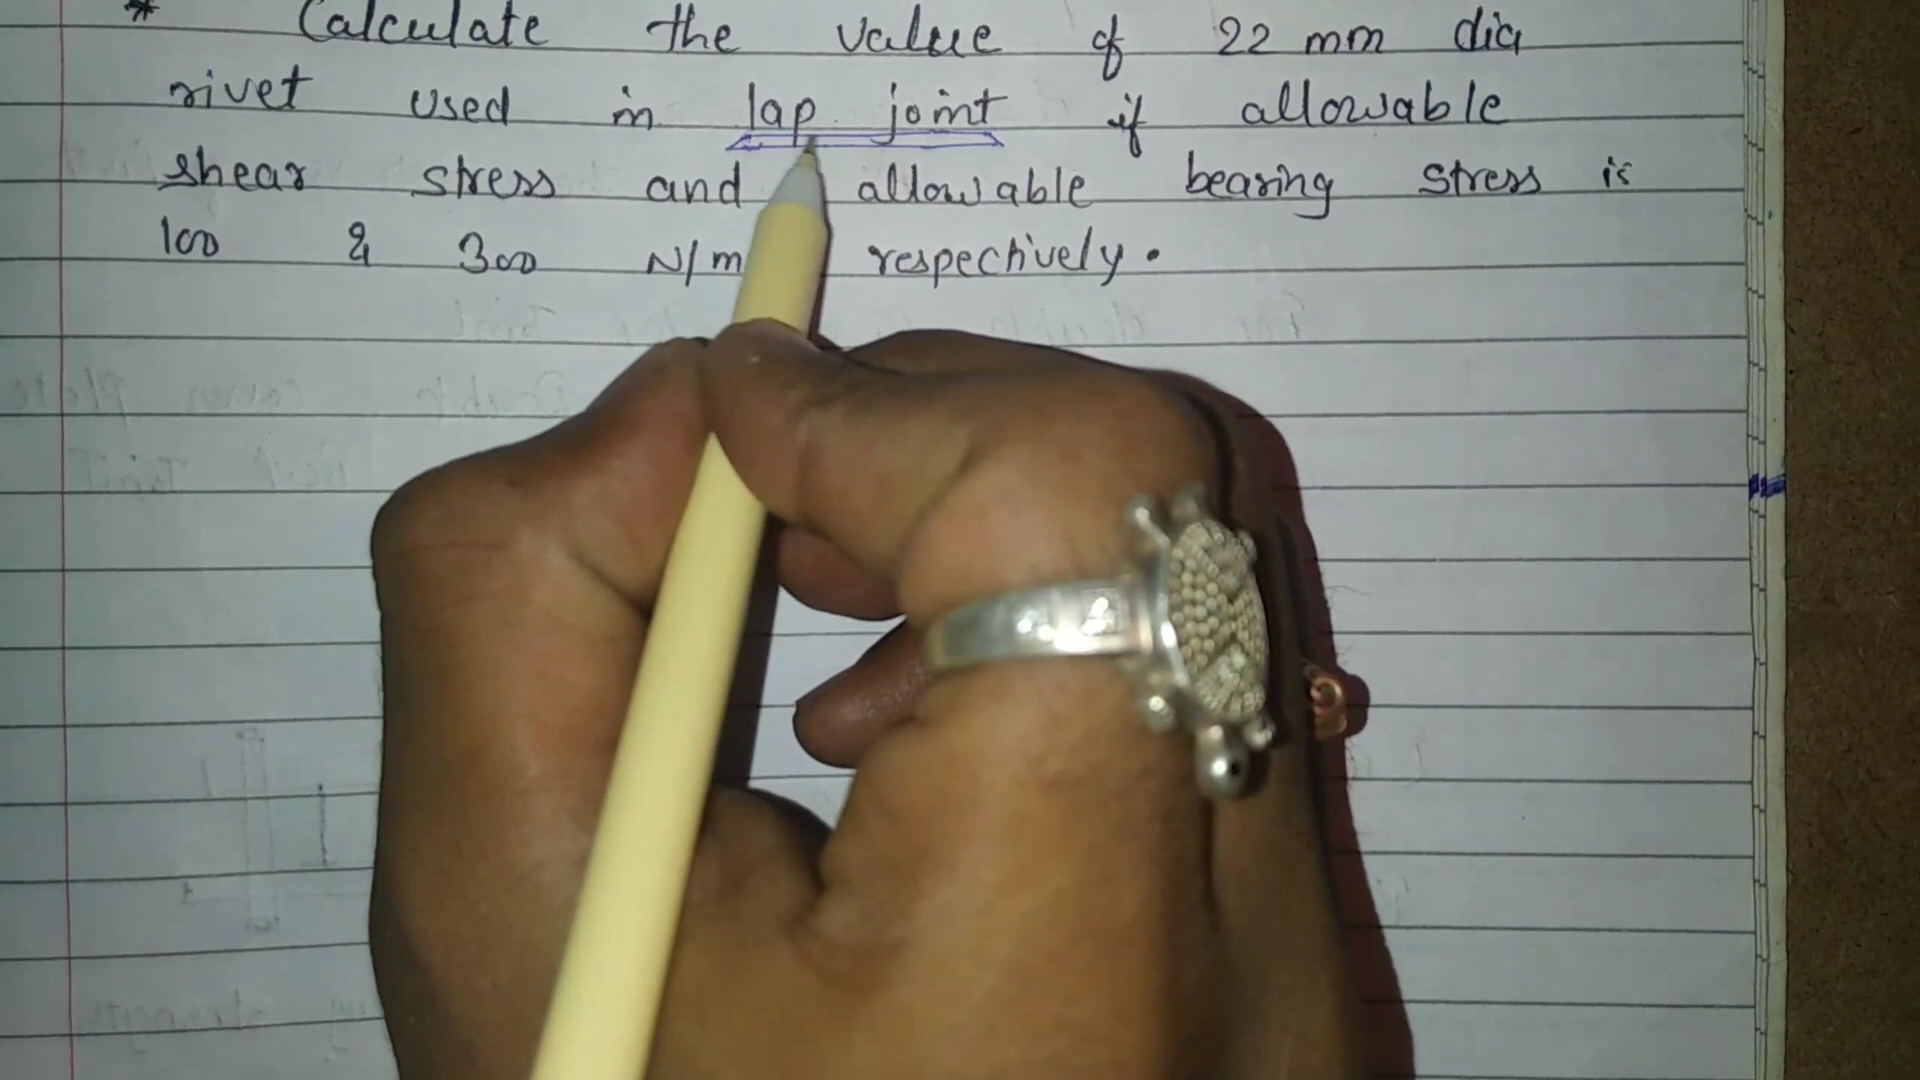 * Calculate the value of 22 mm dia
rivet used in lap joint if allowable
shear stress and allowable bearing stress is
100 & 300 N/m respectively.